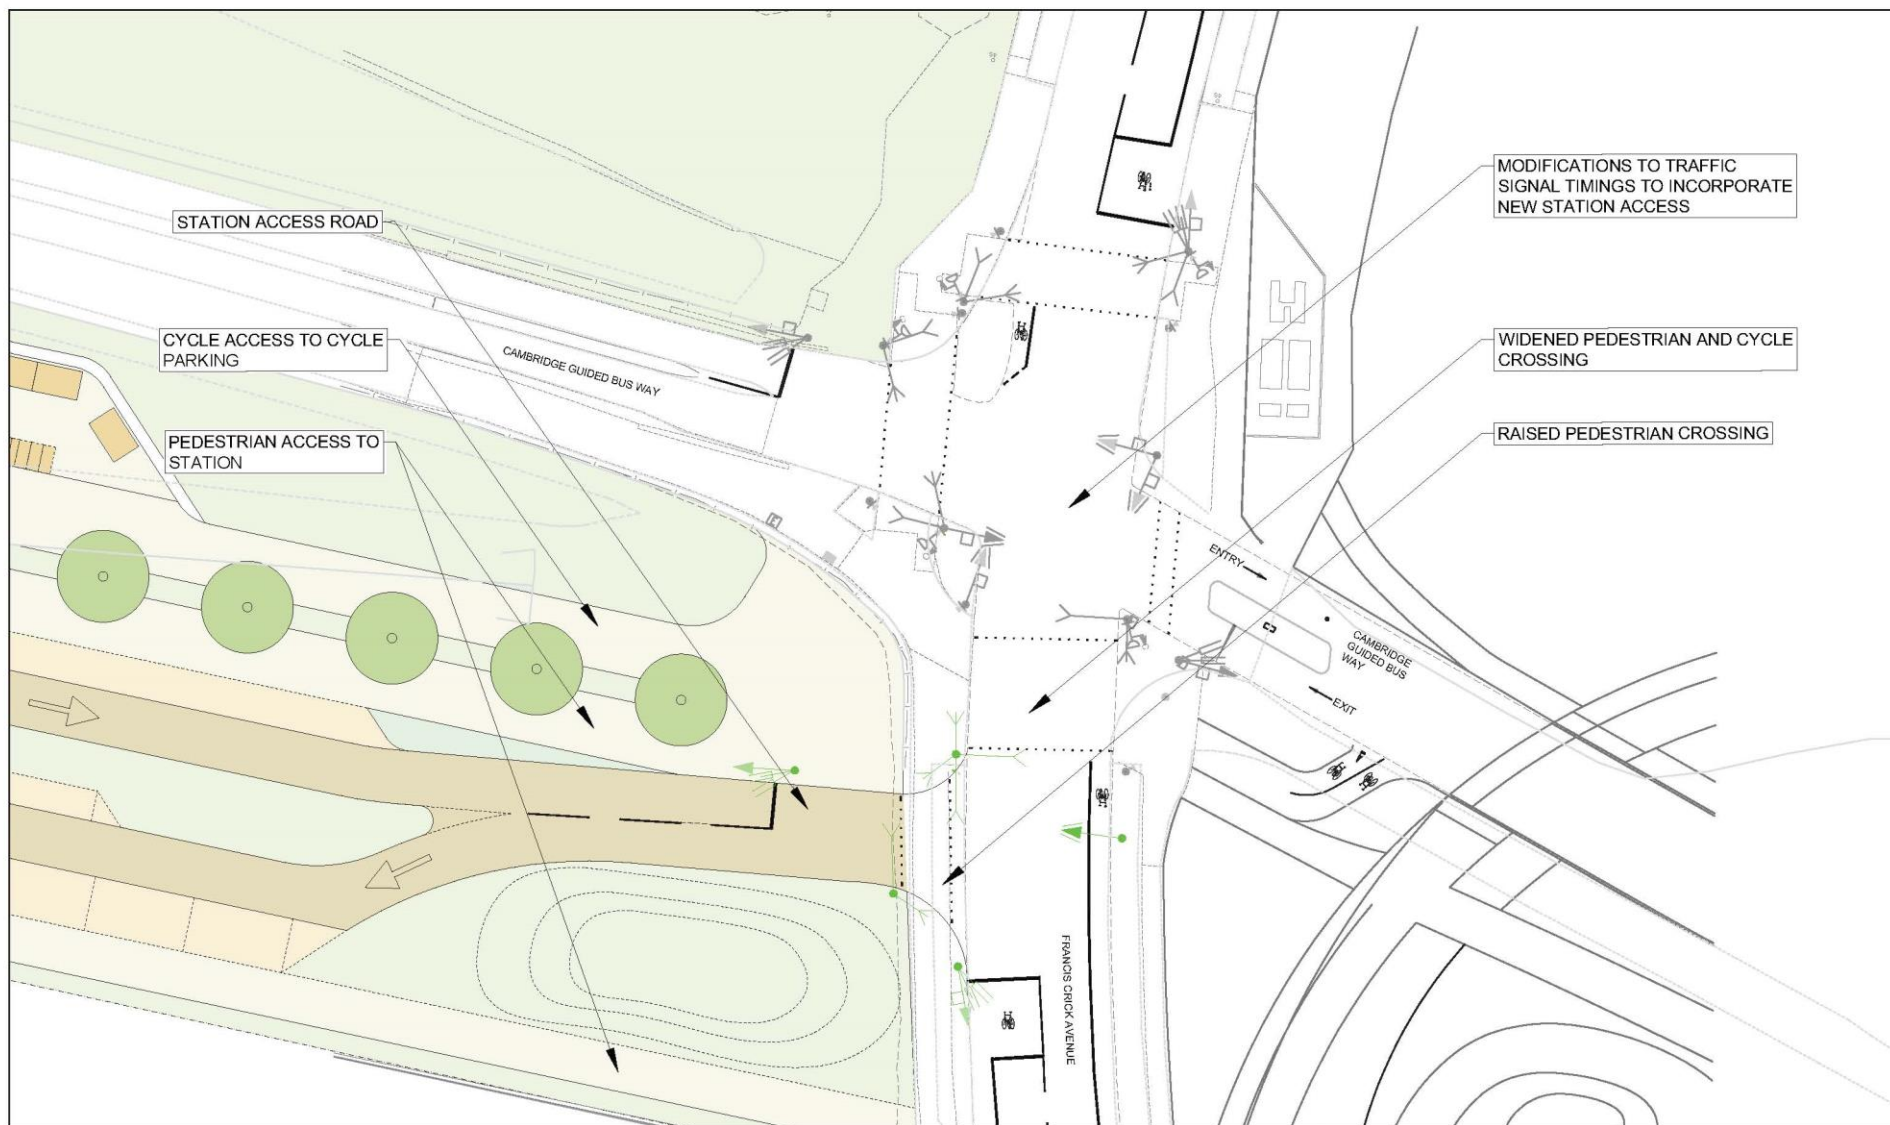 MODIFICATIONS TO TRAFFIC
SIGNAL TIMINGS TO INCORPORATE
NEW STATION ACCESS
STATION ACCESS ROAD
CYCLE ACCESS TO CYCLE
PARKING
CAMBRIDGE GUIDED BUS WAY
WIDENED PEDESTRIAN AND CYCLE
CROSSING
PEDESTRIAN ACCESS TO
STATION
RAISED PEDESTRIAN CROSSING
ENTRY
CAMBRIDGE
GUIDED BUS
WAY
EXIT
FRANCIS CRICK AVENUE